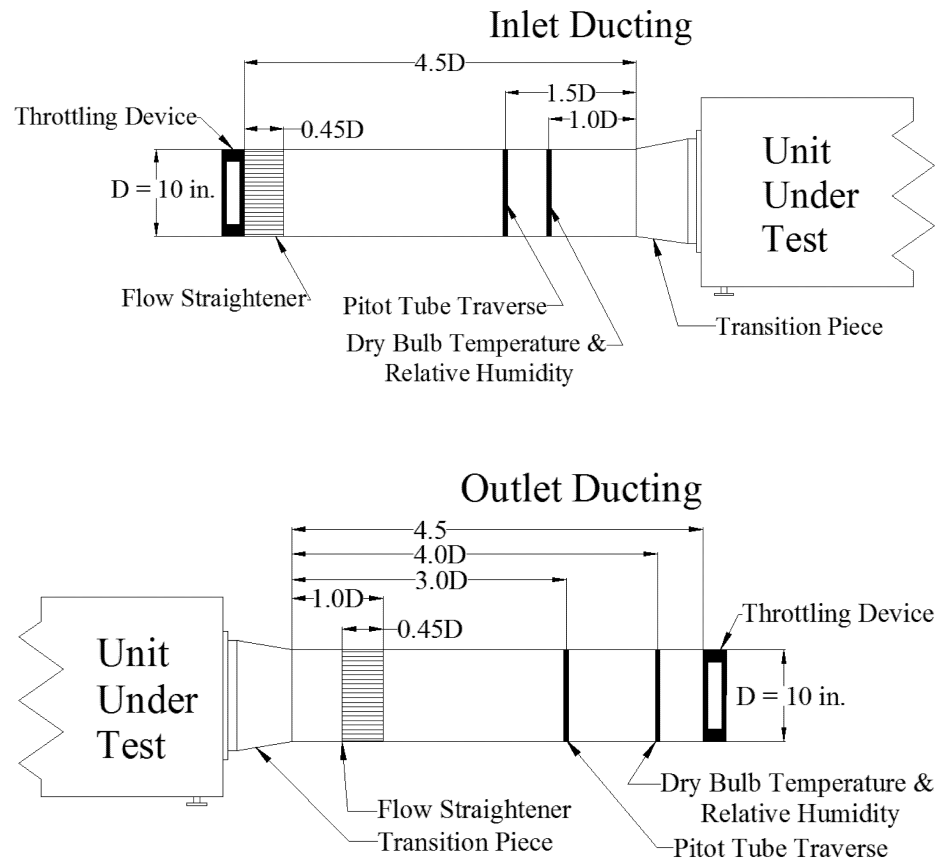 Inlet Ducting
4.5D
1.5D
1.0D
Throttling Device
0.45D
D = 10 in.
Unit
Under
Test
Flow Straightener
Pitot Tube Traverse
Dry Bulb Temperature &
Relative Humidity
Transition Piece
Outlet Ducting
4.5
4.0D
3.0D
1.0D
0.45D
Throttling Device
Unit
Under
Test
D = 10 in.
Flow Straightener
Transition Piece
Dry Bulb Temperature &
Relative Humidity
Pitot Tube Traverse